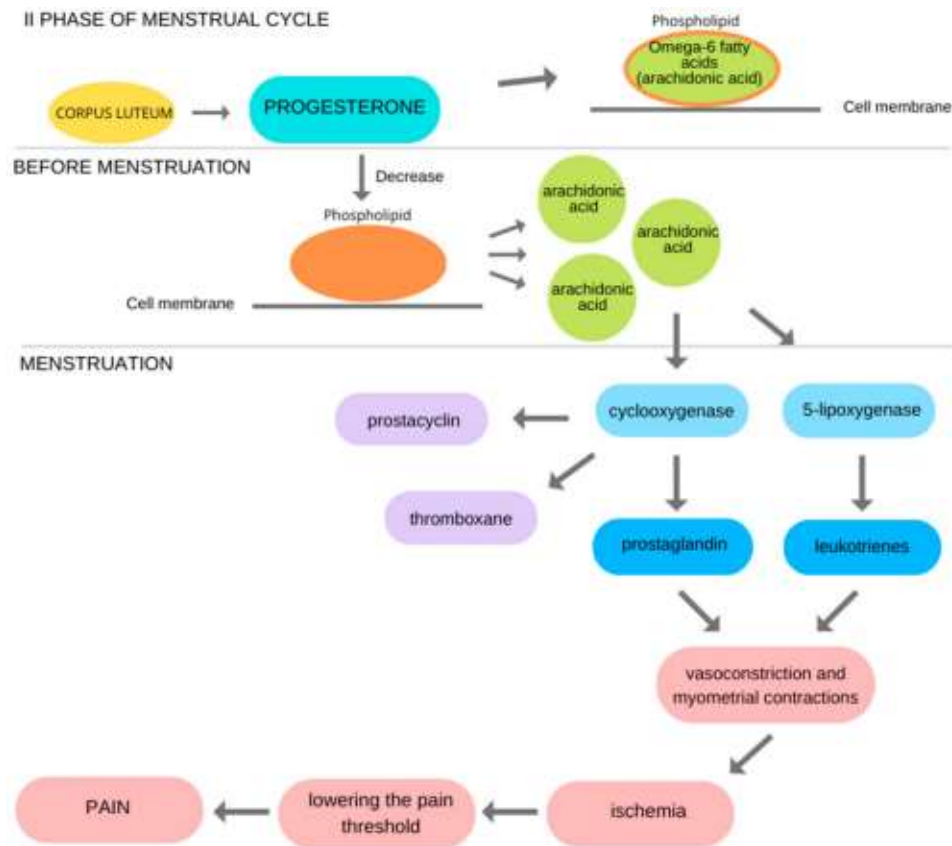 II PHASE OF MENSTRUAL CYCLE
Phospholipid
Omega-6 fatty
acids
(arachidonic acid)
CORPUS LUTEUM
PROGESTERONE
Cell membrane
BEFORE MENSTRUATION
Decrease
Phospholipid
arachidonic
acid
arachidonic
acid
arachidonic
acid
Cell membrane
MENSTRUATION
prostacyclin
cyclooxygenase
5-lipoxygenase
thromboxane
prostaglandin
leukotrienes
vasoconstriction and
myometrial contractions
PAIN
lowering the pain
threshold
ischemia